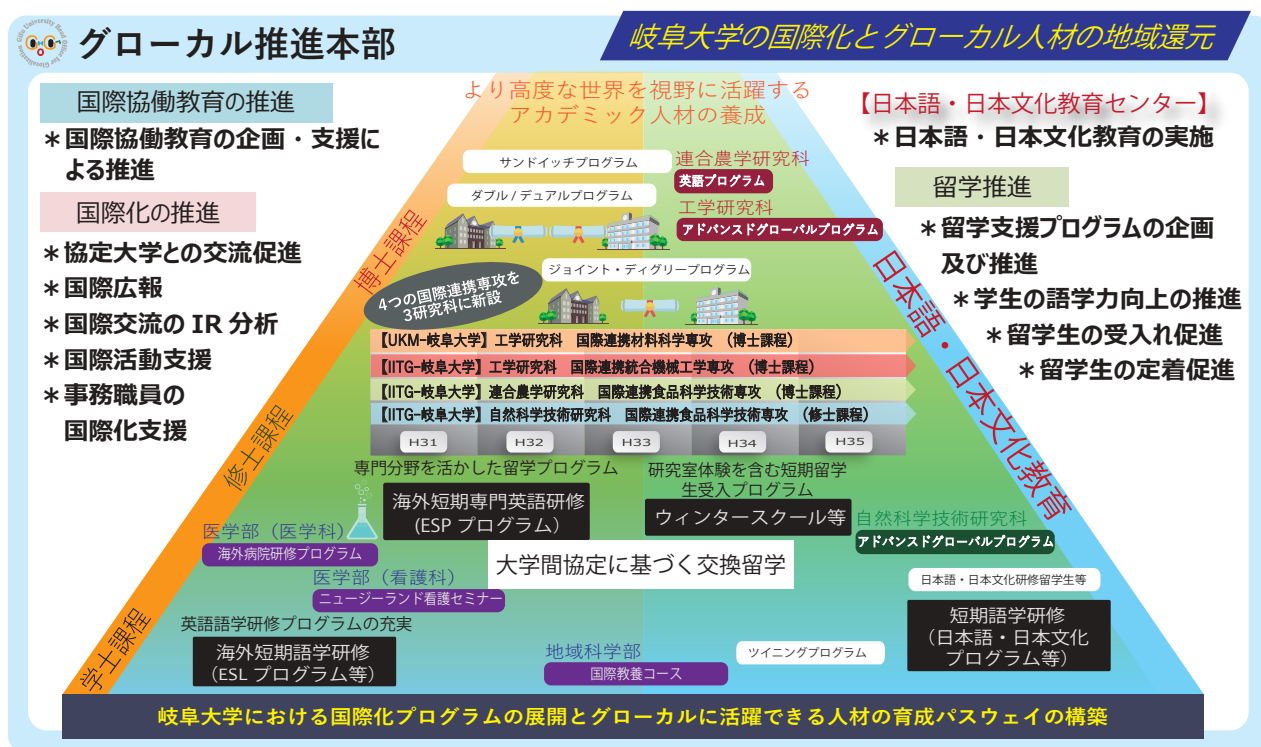 Gifu University Head Office for Glocalization
グローカル推進本部
岐阜大学の国際化とグローカル人材の地域還元
国際協働教育の推進
＊国際協働教育の企画・支援に
よる推進
国際化の推進
＊協定大学との交流促進
＊国際広報
＊国際交流の IR 分析
＊国際活動支援
＊事務職員の
国際化支援
より高度な世界を視野に活躍する
アカデミック人材の養成
サンドイッチプログラム
ダブル / デュアルプログラム
連合農学研究科
英語プログラム
工学研究科
アドバンスドグローバルプログラム
ジョイント・ディグリープログラム
4つの国際連携専攻を
3研究科に新設
【UKM-岐阜大学】工学研究科　国際連携材料科学専攻　（博士課程）
【IITG-岐阜大学】工学研究科　国際連携統合機械工学専攻　（博士課程）
【IITG-岐阜大学】連合農学研究科　国際連携食品科学技術専攻　（博士課程）
【IITG-岐阜大学】自然科学技術研究科　国際連携食品科学技術専攻　（修士課程）
H31
H32
H33
H34
H35
博士課程
修士課程
学士課程
専門分野を活かした留学プログラム
海外短期専門英語研修
（ESP プログラム）
研究室体験を含む短期留学
生受入プログラム
ウィンタースクール等
自然科学技術研究科
アドバンスドグローバルプログラム
医学部（医学科）
海外病院研修プログラム
医学部（看護科）
ニュージーランド看護セミナー
大学間協定に基づく交換留学
英語語学研修プログラムの充実
海外短期語学研修
（ESL プログラム等）
地域科学部
国際教養コース
ツイニングプログラム
日本語・日本文化研修留学生等
短期語学研修
（日本語・日本文化
プログラム等）
日本語・日本文化教育
【日本語・日本文化教育センター】
＊日本語・日本文化教育の実施
留学推進
＊留学支援プログラムの企画
及び推進
＊学生の語学力向上の推進
＊留学生の受入れ促進
＊留学生の定着促進
岐阜大学における国際化プログラムの展開とグローカルに活躍できる人材の育成パスウェイの構築